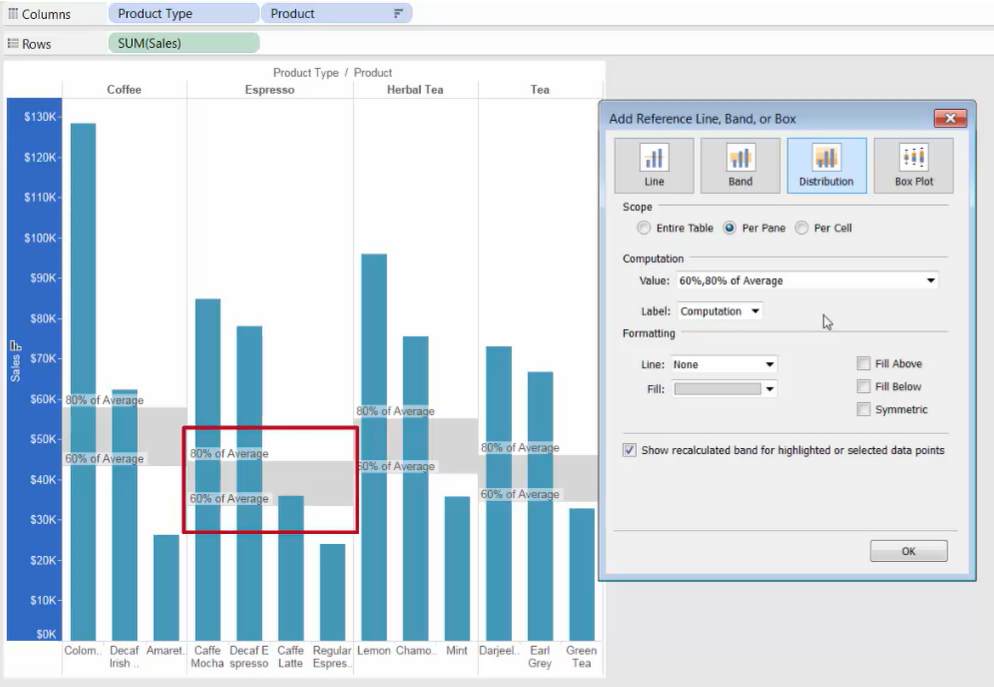 Columns
Product Type
Product
Rows
SUM(Sales)
Product Type / Product
Coffee
Espresso
Herbal Tea
Tea
$130K
$120K
$110K
$100K
$90K
$80K
$70K
$60K
$50K
$40K
$30K
$20K
$10K
$0K
Sales
80% of Average
60% of Average
80% of Average
60% of Average
80% of Average
60% of Average
80% of Average
60% of Average
Colom..
Decaf
Irish ..
Amaret..
Caffe
Mocha
Decaf E
spresso
Caffe
Latte
Regular
Espres..
Lemon
Chamo..
Mint
Darjeel..
Earl
Grey
Green
Tea
Add Reference Line, Band, or Box
Line
Band
Distribution
Box Plot
Scope
Entire Table
Per Pane
Per Cell
Computation
Value: 60%,80% of Average
Label: Computation
Formatting
Line: None
Fill:
Fill Above
Fill Below
Symmetric
Show recalculated band for highlighted or selected data points
OK